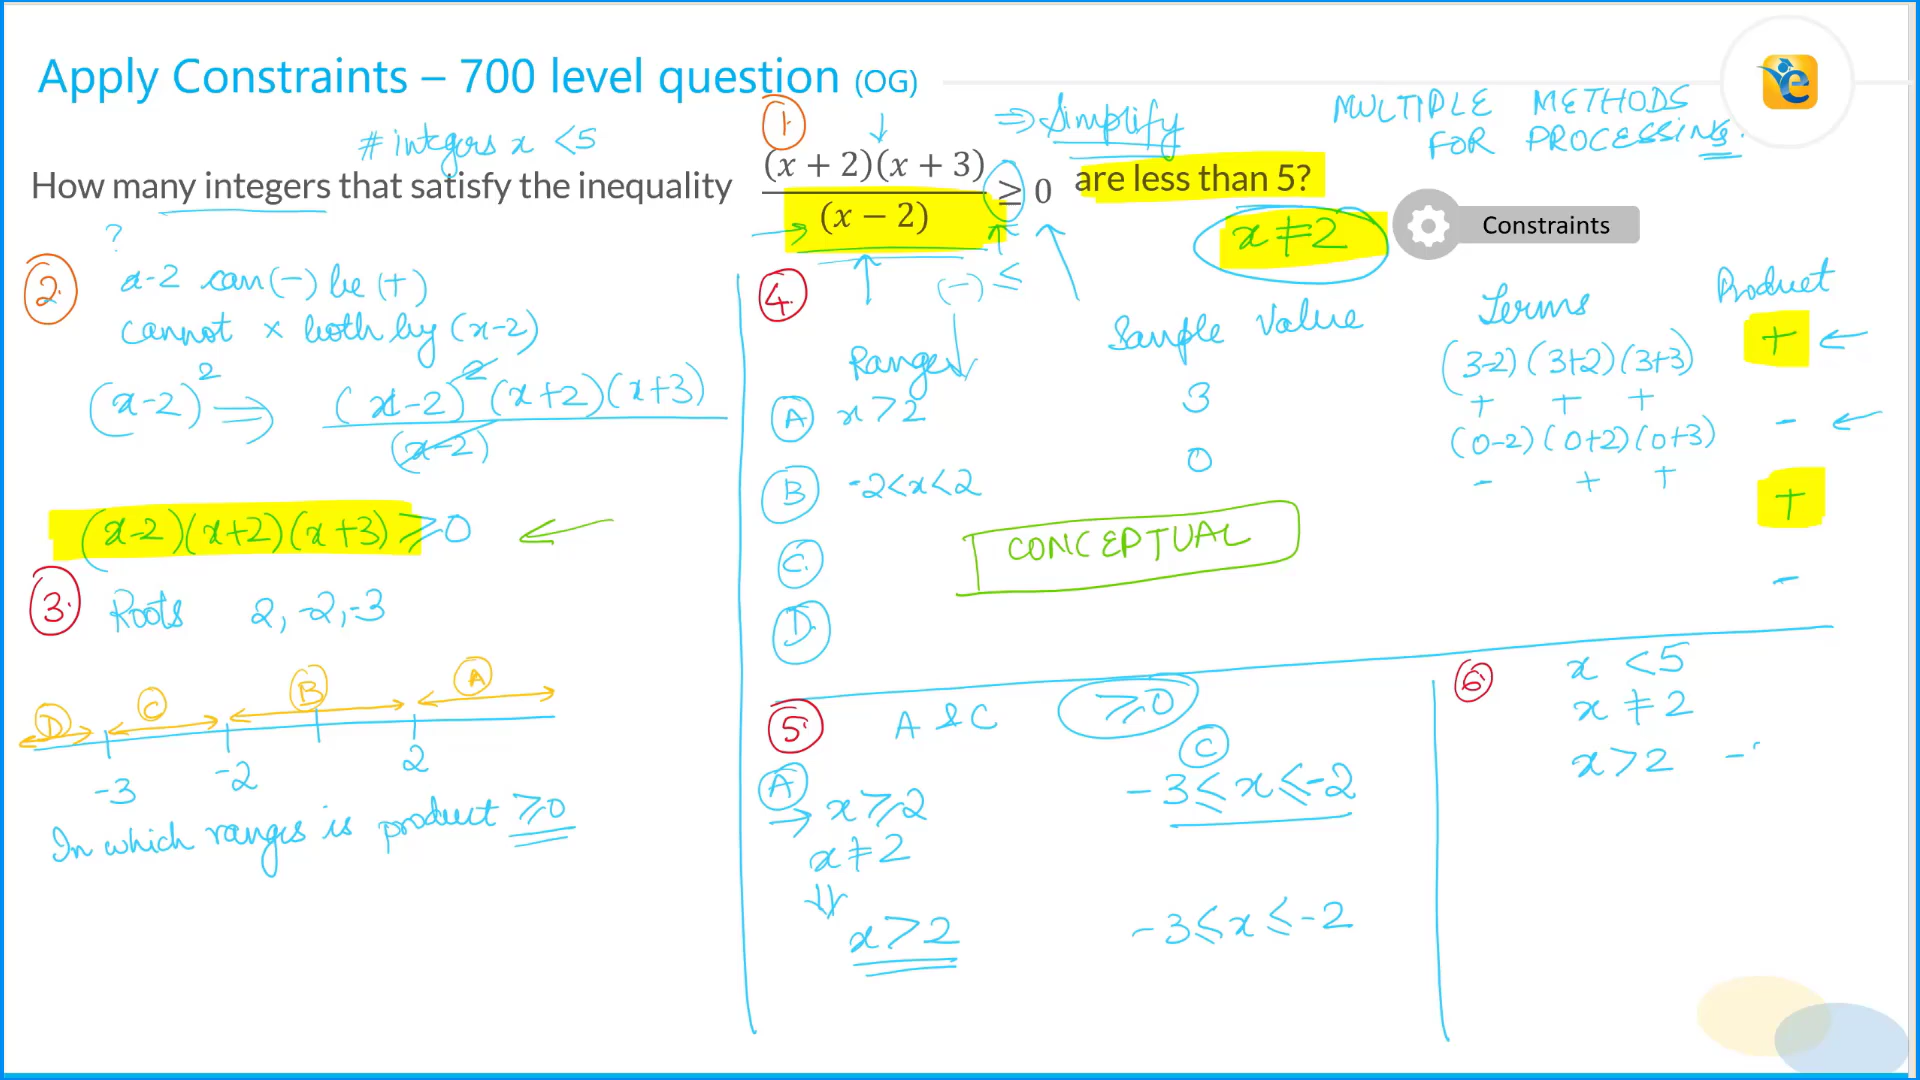 Apply Constraints – 700 level question (OG)
# integers x <5
1.
⇒ Simplify
MULTIPLE METHODS
FOR PROCESSING.
How many integers that satisfy the inequality (x + 2)(x + 3) / (x − 2) ≥ 0 are less than 5?
?
x ≠ 2
Constraints
2.
x-2 can (-) be (+)
cannot × both by (x-2)
(x-2)² ⇒ (x-2)² (x+2)(x+3) / (x-2)
(x-2)(x+2)(x+3) ≥ 0
3.
Roots 2, -2, -3
D C B A
-3 -2 2
In which ranges is product ≥0
4.
(-) ≤
Ranges Sample Value Terms Product
A x>2 3 (3-2)(3+2)(3+3) +
+ + +
B -2<x<2 0 (0-2)(0+2)(0+3) -
- + +
C. +
D -
CONCEPTUAL
5.
A & C ≥0
A x ≥ 2
x ≠ 2
x > 2
C
-3 ≤ x ≤ -2
-3 ≤ x ≤ -2
6.
x < 5
x ≠ 2
x > 2
e